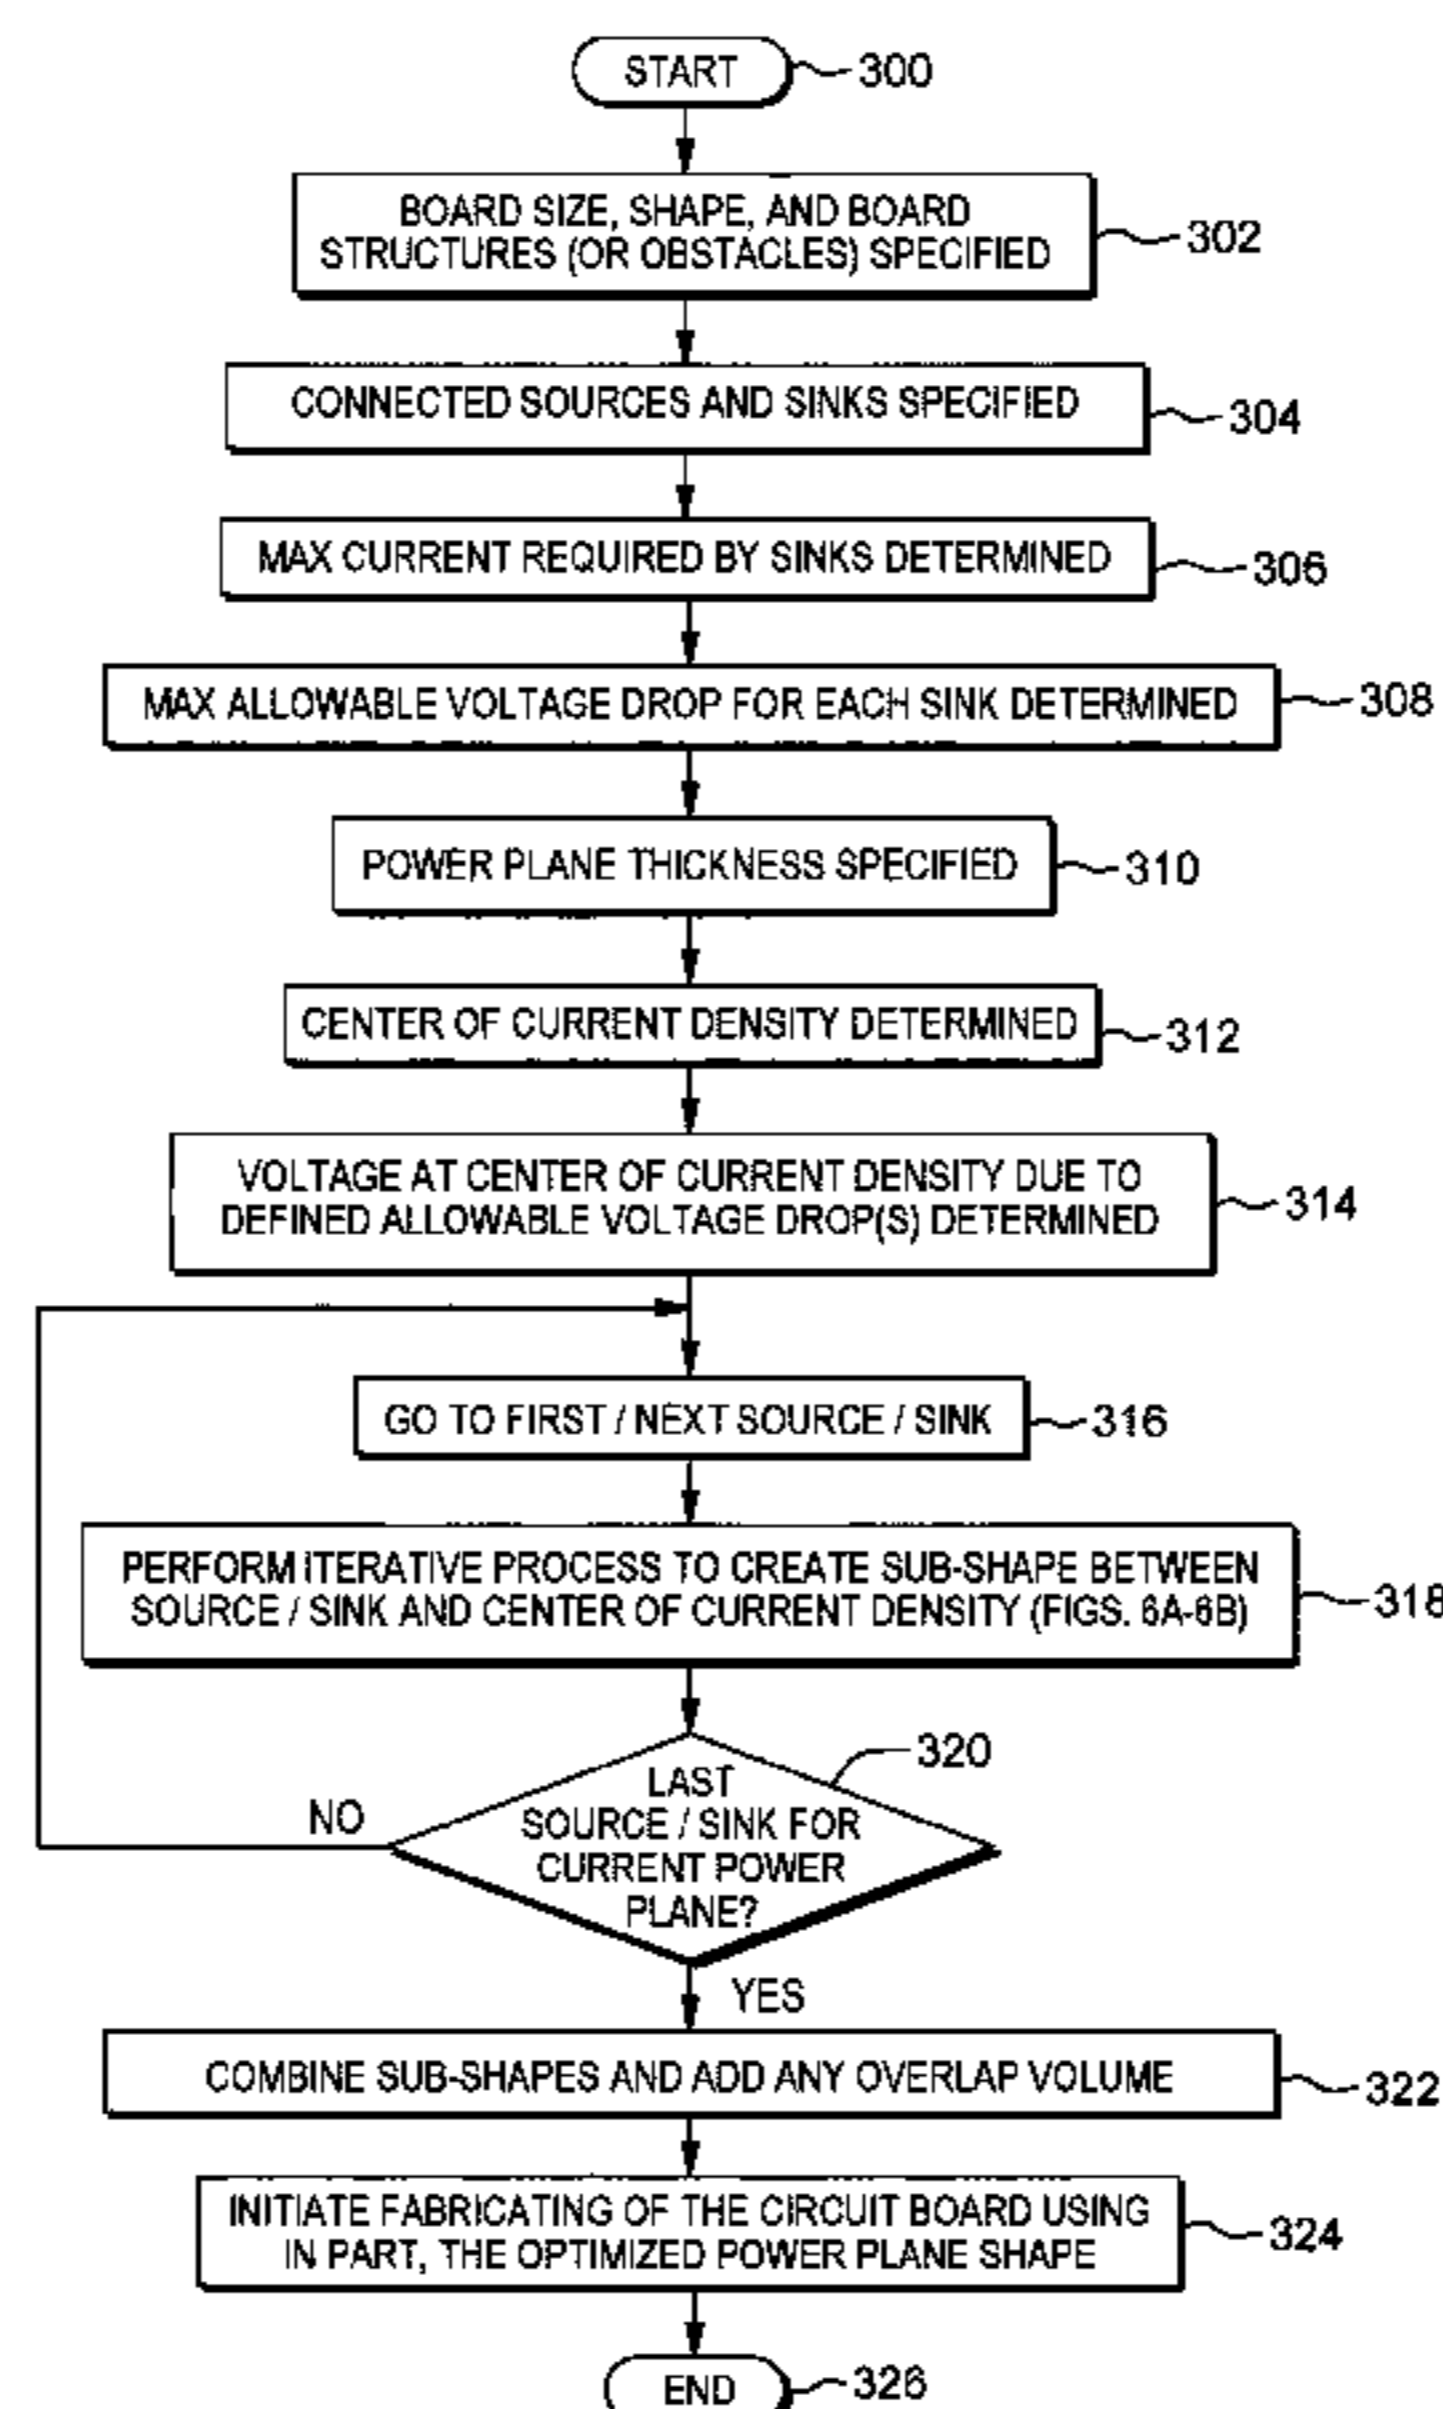 START
300
BOARD SIZE, SHAPE, AND BOARD
STRUCTURES (OR OBSTACLES) SPECIFIED
302
CONNECTED SOURCES AND SINKS SPECIFIED
304
MAX CURRENT REQUIRED BY SINKS DETERMINED
306
MAX ALLOWABLE VOLTAGE DROP FOR EACH SINK DETERMINED
308
POWER PLANE THICKNESS SPECIFIED
310
CENTER OF CURRENT DENSITY DETERMINED
312
VOLTAGE AT CENTER OF CURRENT DENSITY DUE TO
DEFINED ALLOWABLE VOLTAGE DROP(S) DETERMINED
314
GO TO FIRST / NEXT SOURCE / SINK
316
PERFORM ITERATIVE PROCESS TO CREATE SUB-SHAPE BETWEEN
SOURCE / SINK AND CENTER OF CURRENT DENSITY (FIGS. 6A-6B)
318
320
LAST
SOURCE / SINK FOR
CURRENT POWER
PLANE?
NO
YES
COMBINE SUB-SHAPES AND ADD ANY OVERLAP VOLUME
322
INITIATE FABRICATING OF THE CIRCUIT BOARD USING
IN PART, THE OPTIMIZED POWER PLANE SHAPE
324
END
326